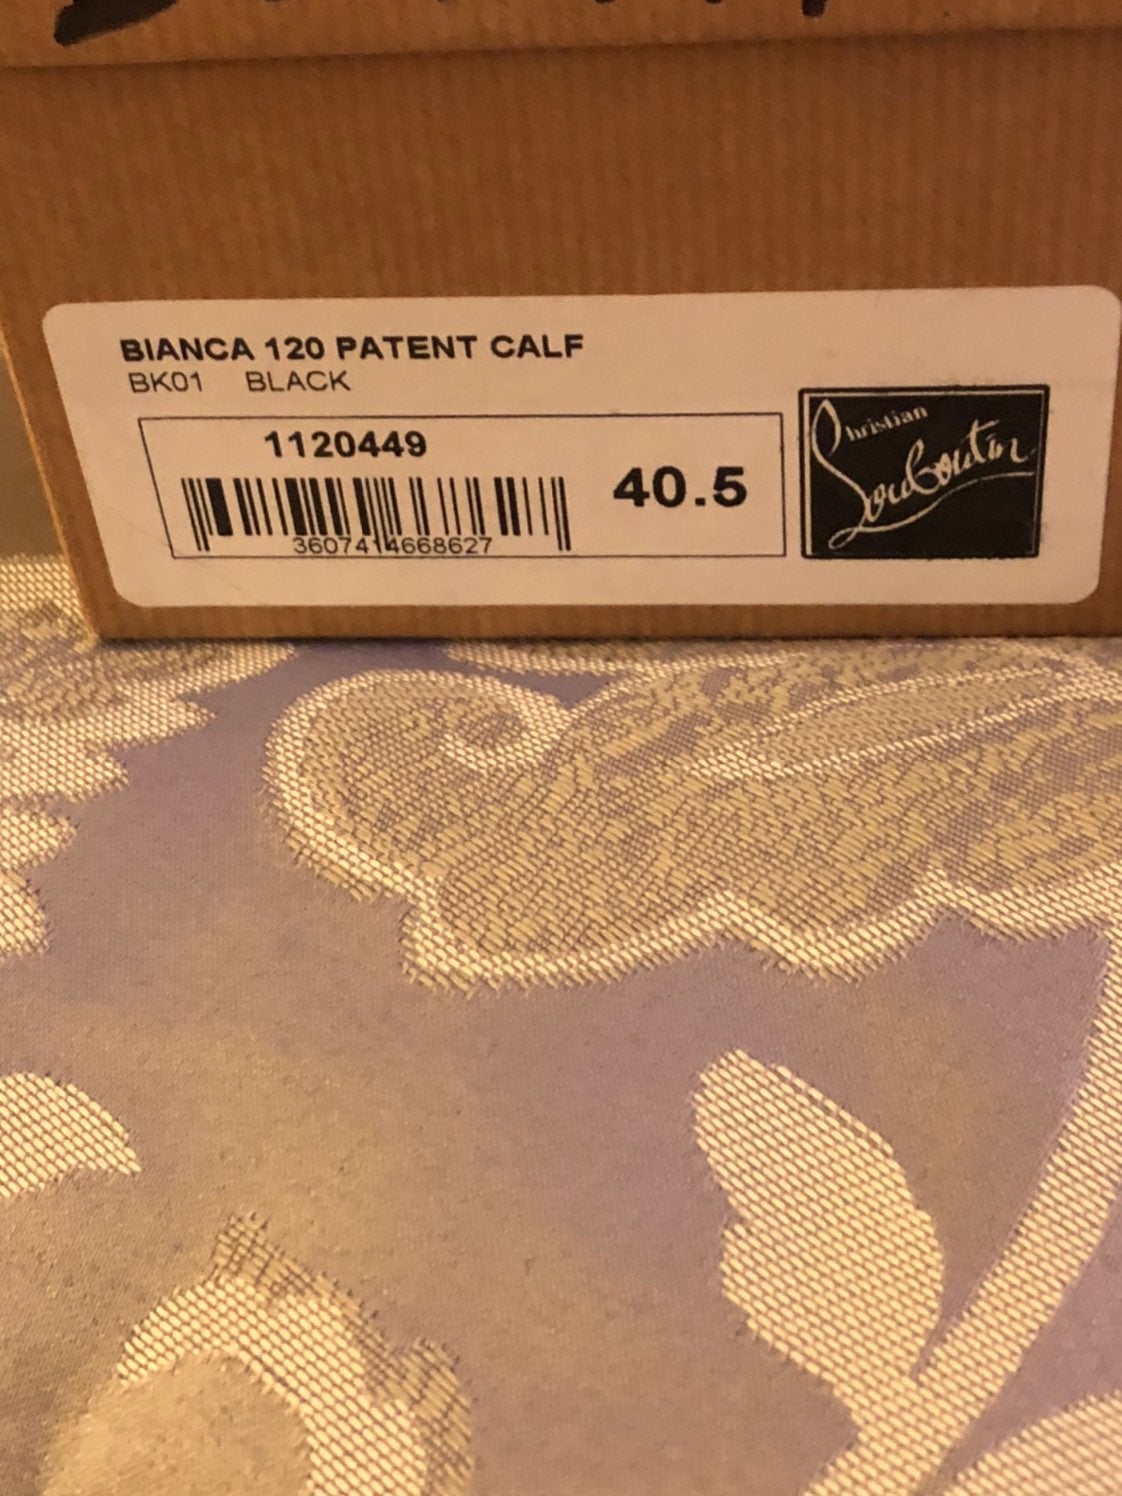 BIANCA 120 PATENT CALF
BK01 BLACK
1120449
40.5
3607414668627
Christian
Louboutin